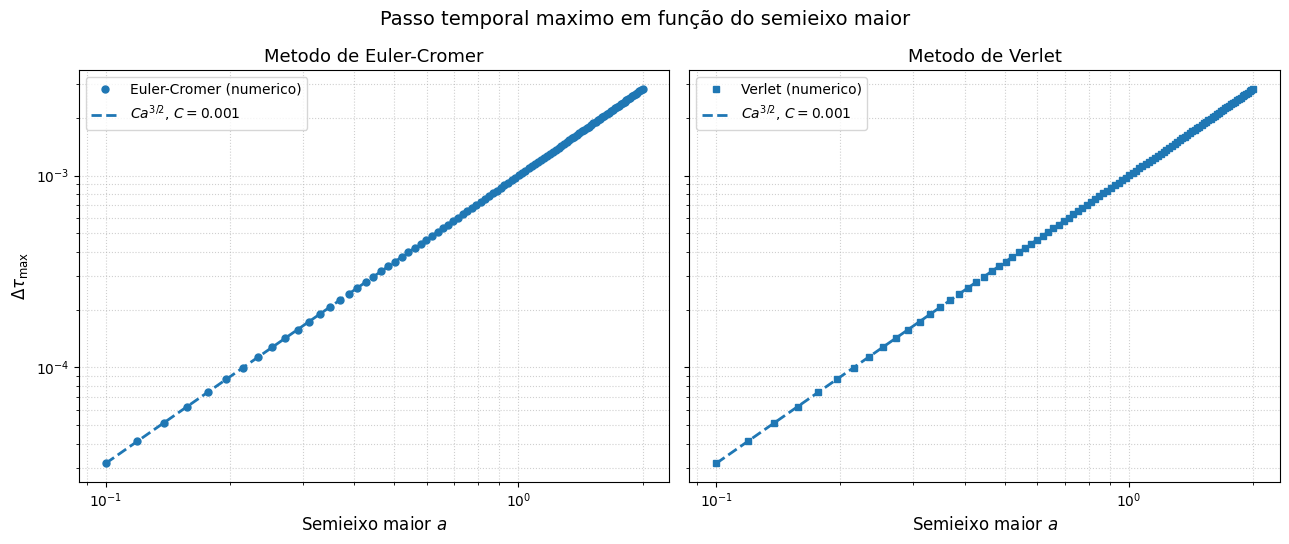 Passo temporal maximo em função do semieixo maior
Metodo de Euler-Cromer
Euler-Cromer (numerico)
$Ca^{3/2}$, $C = 0.001$
$\Delta\tau_{\max}$
$10^{-3}$
$10^{-4}$
$10^{-1}$ $10^{0}$
Semieixo maior $a$
Metodo de Verlet
Verlet (numerico)
$Ca^{3/2}$, $C = 0.001$
$10^{-1}$ $10^{0}$
Semieixo maior $a$